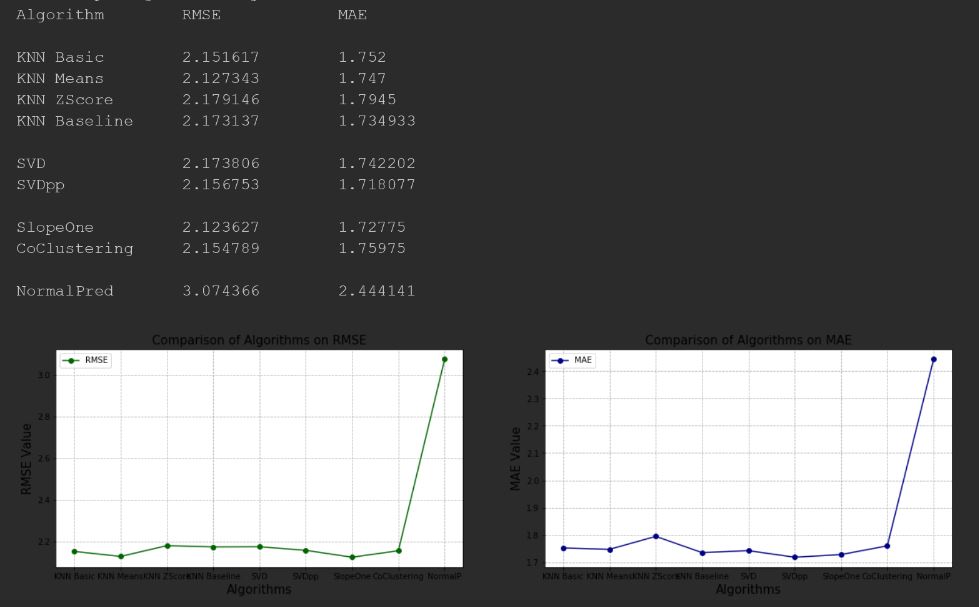 Algorithm RMSE MAE
KNN Basic 2.151617 1.752
KNN Means 2.127343 1.747
KNN ZScore 2.179146 1.7945
KNN Baseline 2.173137 1.734933
SVD 2.173806 1.742202
SVDpp 2.156753 1.718077
SlopeOne 2.123627 1.72775
CoClustering 2.154789 1.75975
NormalPred 3.074366 2.444141
Comparison of Algorithms on RMSE
RMSE
3.0
2.8
2.6
2.4
2.2
RMSE Value
KNN Basic KNN Means KNN ZScore KNN Baseline SVD SVDpp SlopeOne CoClustering NormalP
Algorithms
Comparison of Algorithms on MAE
MAE
2.4
2.3
2.2
2.1
2.0
1.9
1.8
1.7
MAE Value
KNN Basic KNN Means KNN ZScore KNN Baseline SVD SVDpp SlopeOne CoClustering NormalP
Algorithms